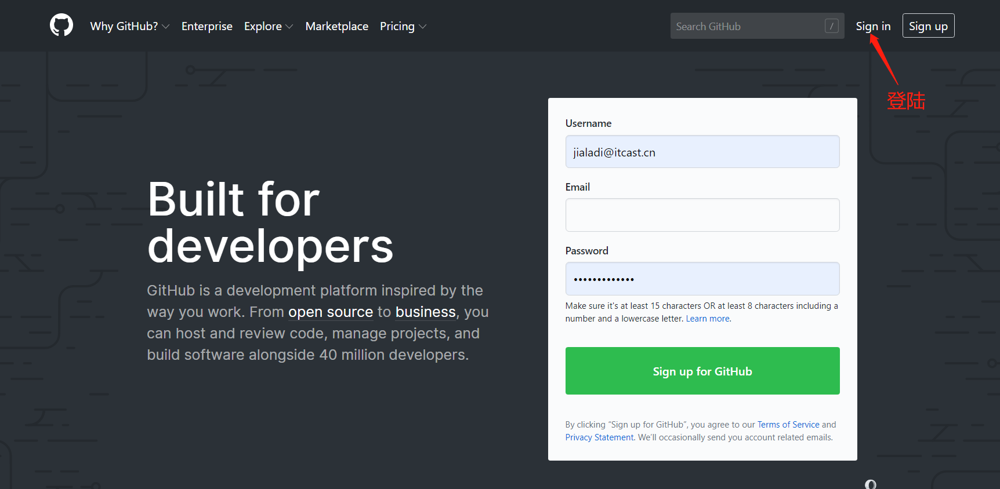 Why GitHub? Enterprise Explore Marketplace Pricing Search GitHub / Sign in Sign up
登陆
Username
jialadi@itcast.cn
Email
Built for
developers
Password
•••••••••••••
GitHub is a development platform inspired by the
way you work. From open source to business, you
can host and review code, manage projects, and
build software alongside 40 million developers.
Make sure it's at least 15 characters OR at least 8 characters including a
number and a lowercase letter. Learn more.
Sign up for GitHub
By clicking “Sign up for GitHub”, you agree to our Terms of Service and
Privacy Statement. We’ll occasionally send you account related emails.